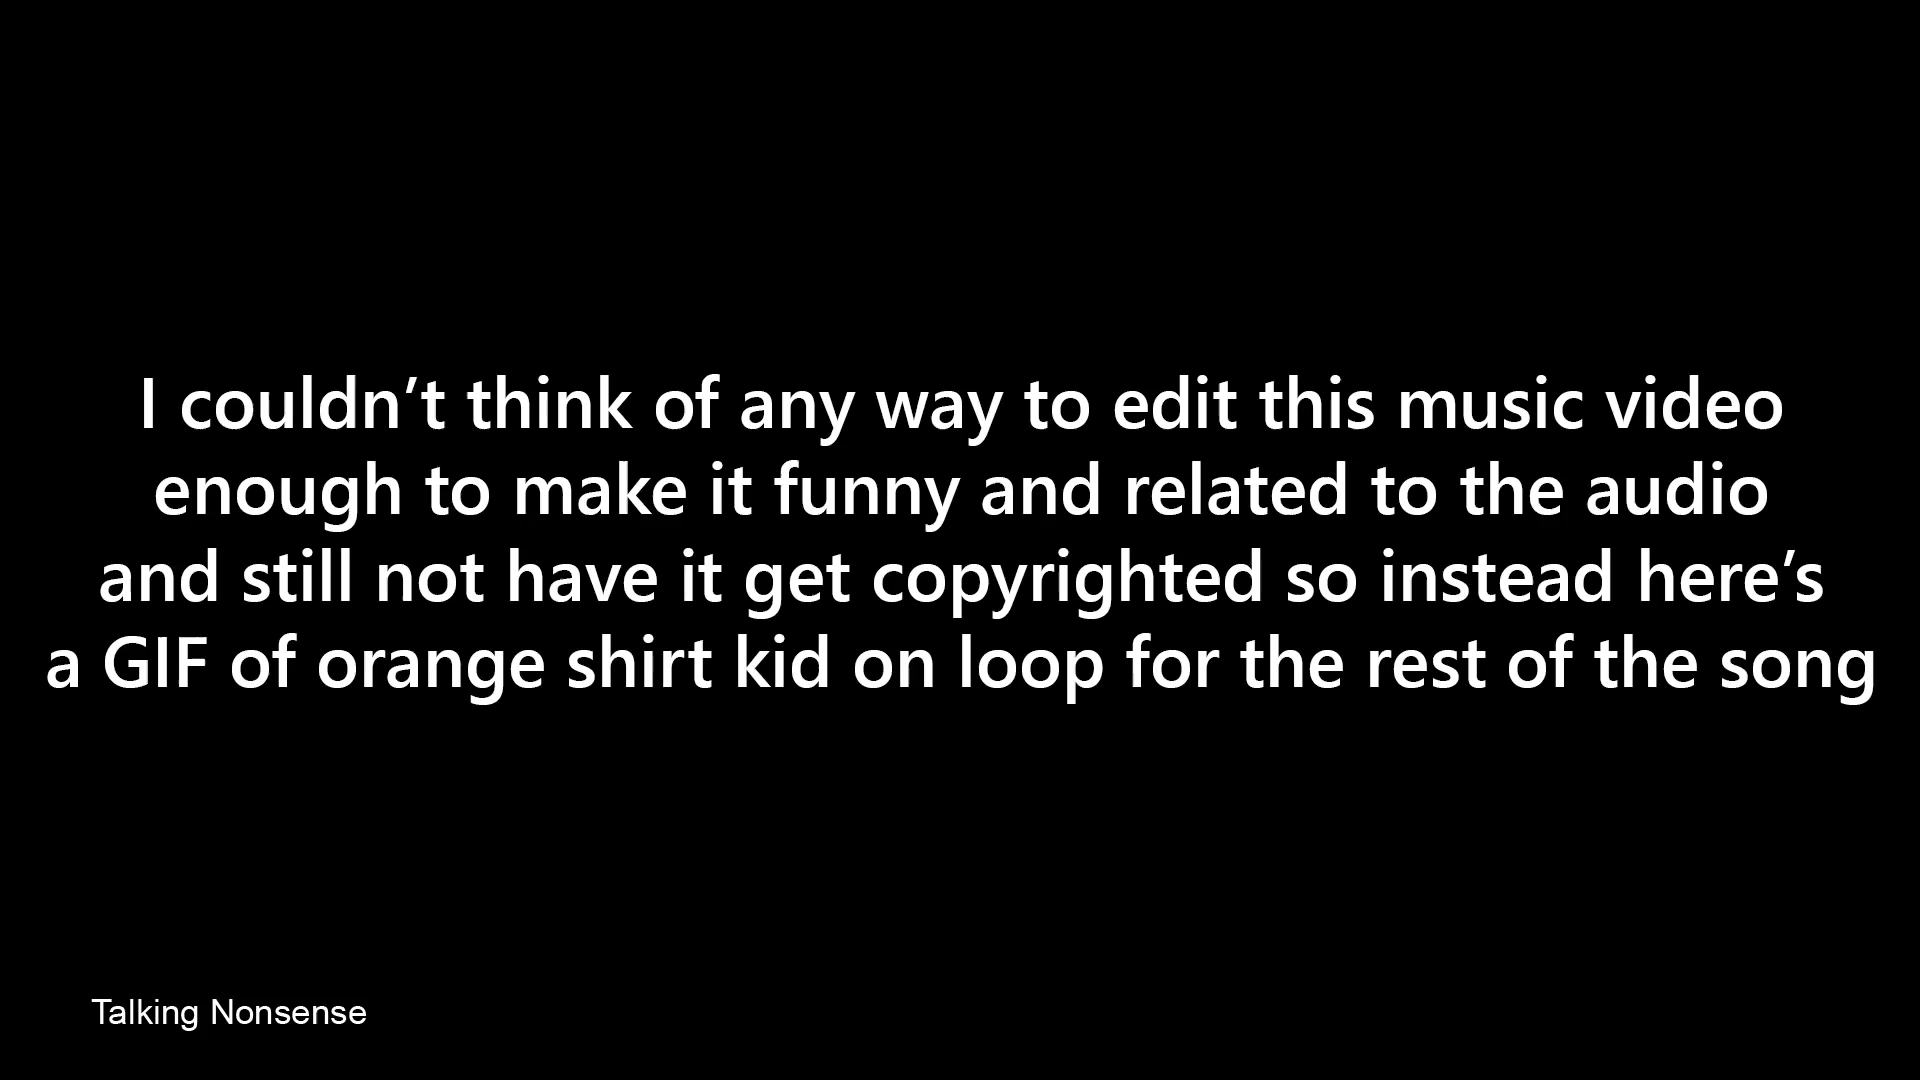 I couldn’t think of any way to edit this music video
enough to make it funny and related to the audio
and still not have it get copyrighted so instead here’s
a GIF of orange shirt kid on loop for the rest of the song
Talking Nonsense